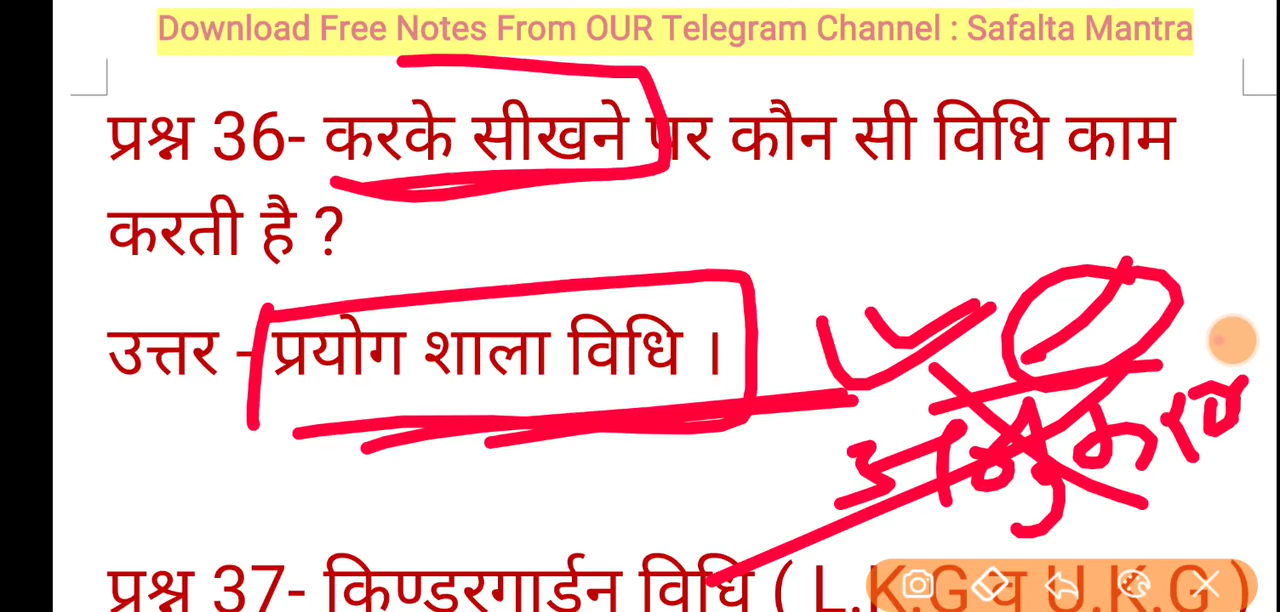 Download Free Notes From OUR Telegram Channel : Safalta Mantra
प्रश्न 36- करके सीखने पर कौन सी विधि काम
करती है ?
उत्तर - प्रयोग शाला विधि ।
प्रश्न 37- किण्डरगार्डन विधि ( L.K.G व U.K.G )